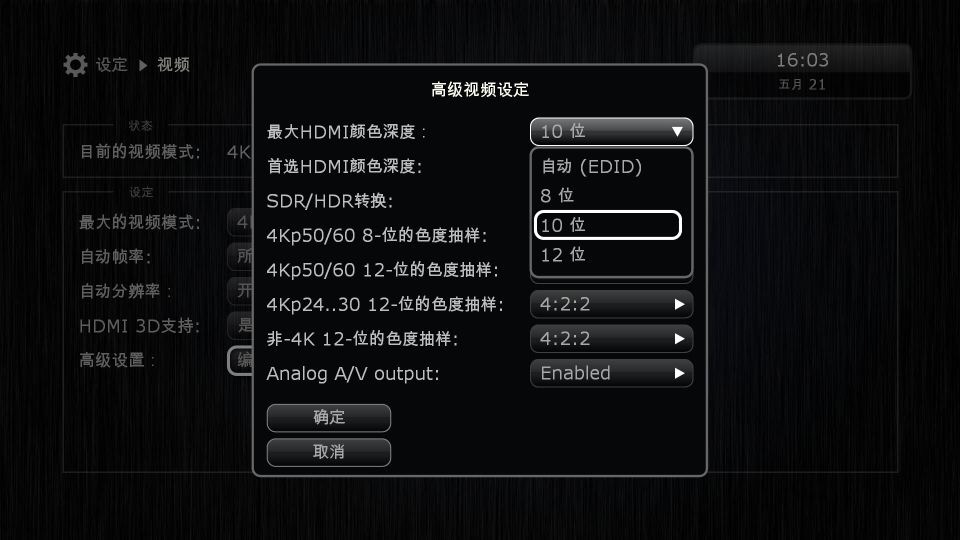 设定 ▶ 视频
16:03
五月 21
状态
目前的视频模式: 4K
设定
最大的视频模式: 4
自动帧率: 所
自动分辨率 : 开
HDMI 3D支持: 是
高级设置 : 编
高级视频设定
最大HDMI颜色深度 : 10 位 ▼
自动 (EDID)
8 位
10 位
12 位
首选HDMI颜色深度:
SDR/HDR转换:
4Kp50/60 8-位的色度抽样:
4Kp50/60 12-位的色度抽样:
4Kp24..30 12-位的色度抽样: 4:2:2 ▶
非-4K 12-位的色度抽样: 4:2:2 ▶
Analog A/V output: Enabled ▶
确定
取消